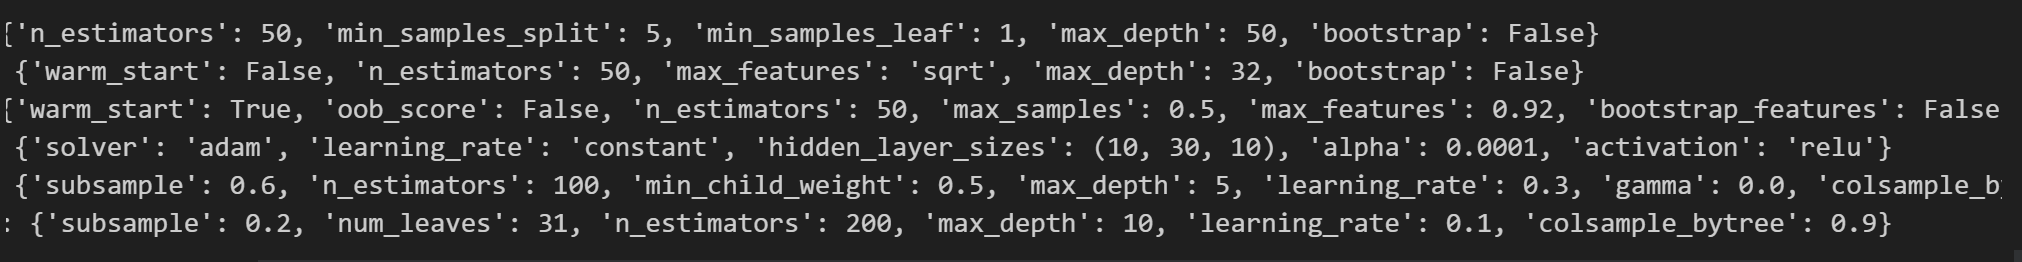 {'n_estimators': 50, 'min_samples_split': 5, 'min_samples_leaf': 1, 'max_depth': 50, 'bootstrap': False}
{'warm_start': False, 'n_estimators': 50, 'max_features': 'sqrt', 'max_depth': 32, 'bootstrap': False}
{'warm_start': True, 'oob_score': False, 'n_estimators': 50, 'max_samples': 0.5, 'max_features': 0.92, 'bootstrap_features': False
{'solver': 'adam', 'learning_rate': 'constant', 'hidden_layer_sizes': (10, 30, 10), 'alpha': 0.0001, 'activation': 'relu'}
{'subsample': 0.6, 'n_estimators': 100, 'min_child_weight': 0.5, 'max_depth': 5, 'learning_rate': 0.3, 'gamma': 0.0, 'colsample_b
: {'subsample': 0.2, 'num_leaves': 31, 'n_estimators': 200, 'max_depth': 10, 'learning_rate': 0.1, 'colsample_bytree': 0.9}